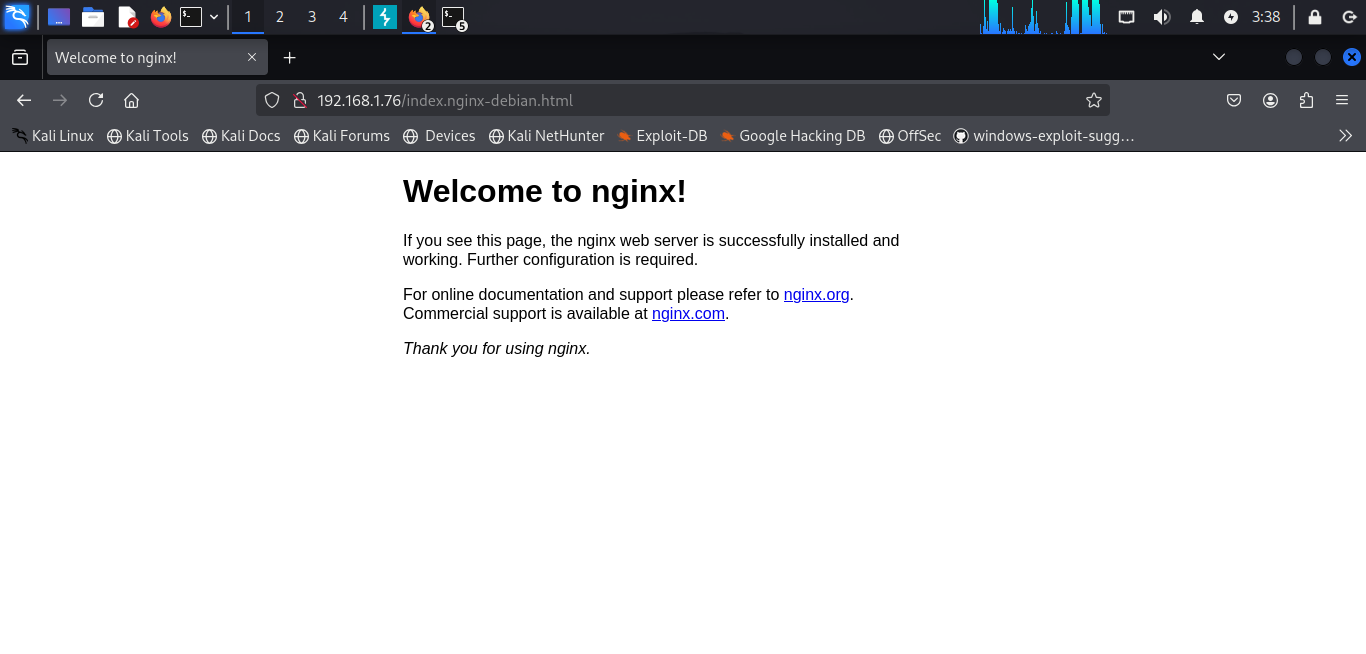 1 2 3 4 2 5 3:38
Welcome to nginx!
192.168.1.76/index.nginx-debian.html
Kali Linux Kali Tools Kali Docs Kali Forums Devices Kali NetHunter Exploit-DB Google Hacking DB OffSec windows-exploit-sugg…
Welcome to nginx!
If you see this page, the nginx web server is successfully installed and
working. Further configuration is required.
For online documentation and support please refer to nginx.org.
Commercial support is available at nginx.com.
Thank you for using nginx.